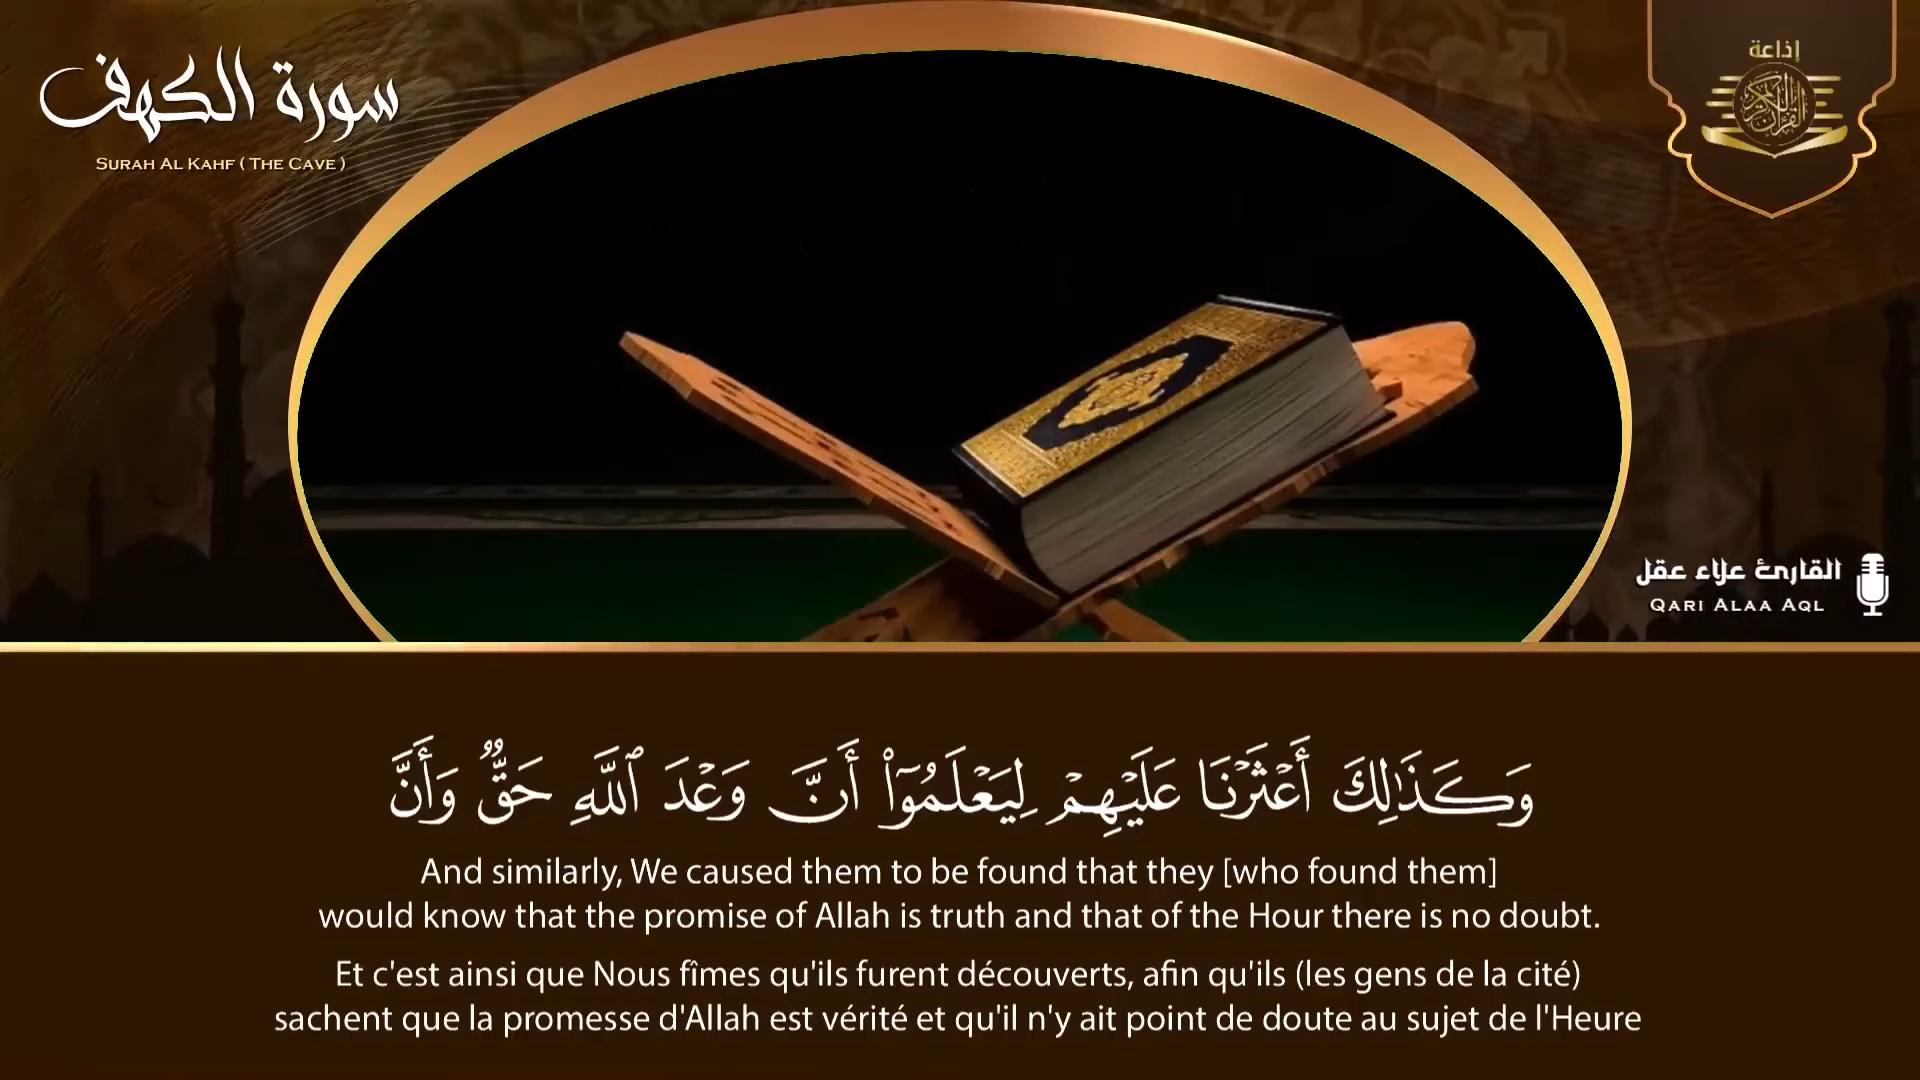 سورة الكهف
SURAH AL KAHF ( THE CAVE )
إذاعة
القرآن الكريم
القارئ علاء عقل
QARI ALAA AQL
وَكَذَٰلِكَ أَعْثَرْنَا عَلَيْهِمْ لِيَعْلَمُوٓا۟ أَنَّ وَعْدَ ٱللَّهِ حَقٌّ وَأَنَّ
And similarly, We caused them to be found that they [who found them]
would know that the promise of Allah is truth and that of the Hour there is no doubt.
Et c'est ainsi que Nous fîmes qu'ils furent découverts, afin qu'ils (les gens de la cité)
sachent que la promesse d'Allah est vérité et qu'il n'y ait point de doute au sujet de l'Heure